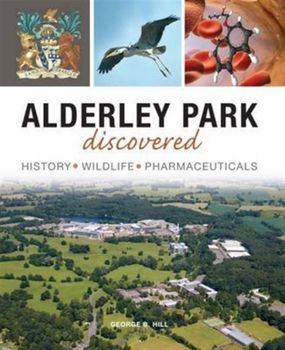 ALDERLEY PARK
discovered
HISTORY • WILDLIFE • PHARMACEUTICALS
GEORGE B. HILL